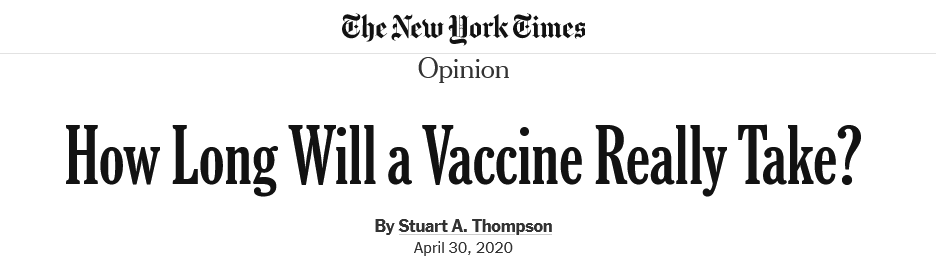 The New York Times
Opinion
How Long Will a Vaccine Really Take?
By Stuart A. Thompson
April 30, 2020